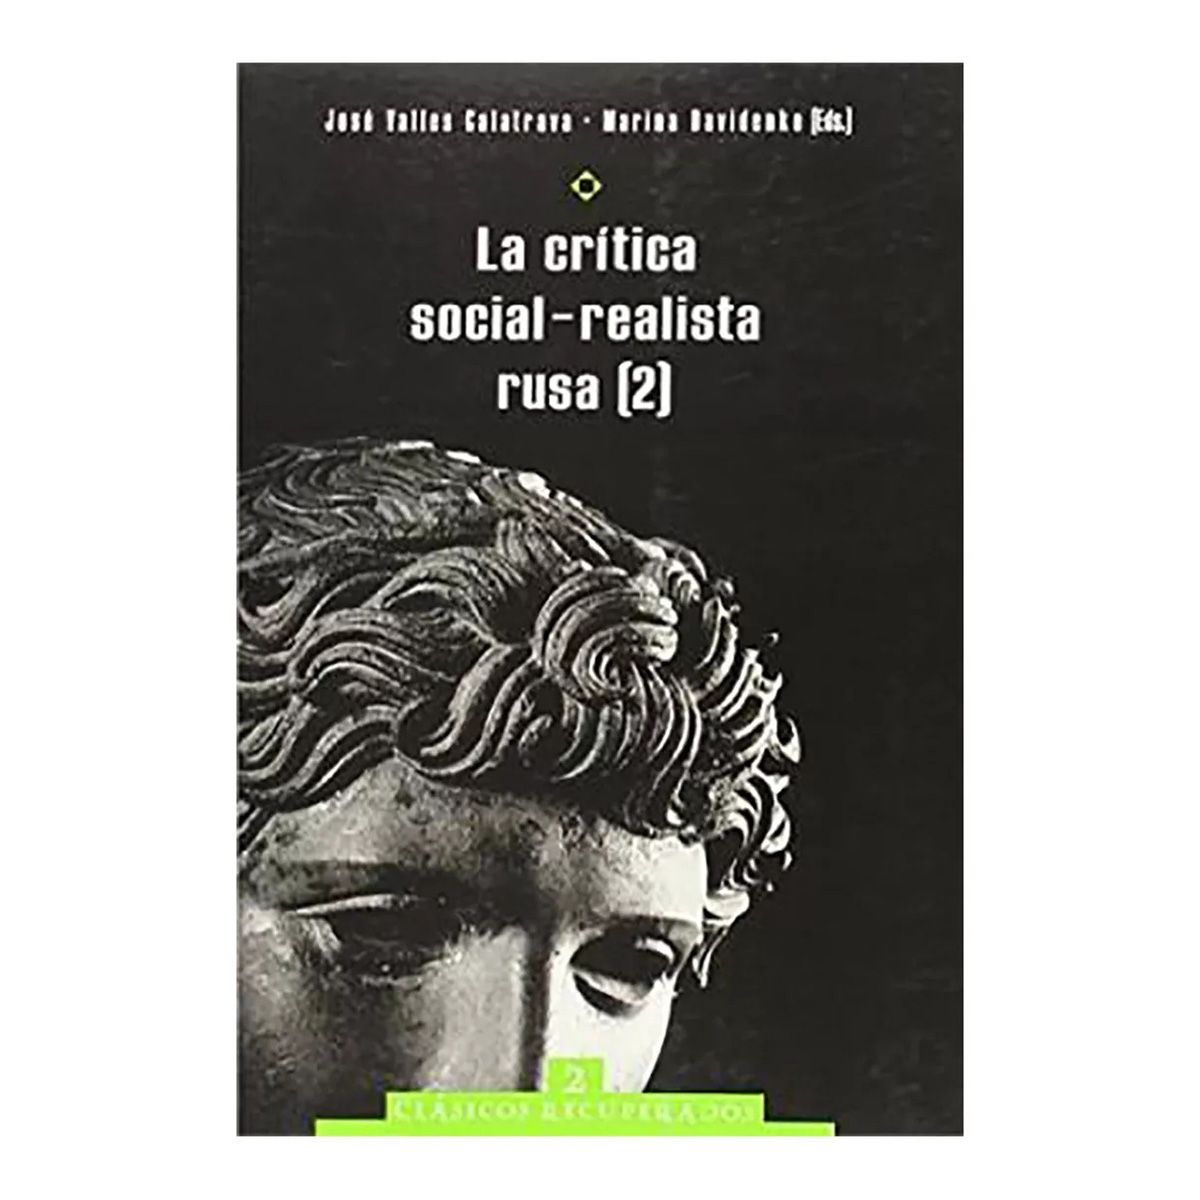 José Valles Calatrava · Marina Davidenko (Eds.)
La crítica
social-realista
rusa (2)
2
CLÁSICOS RECUPERADOS